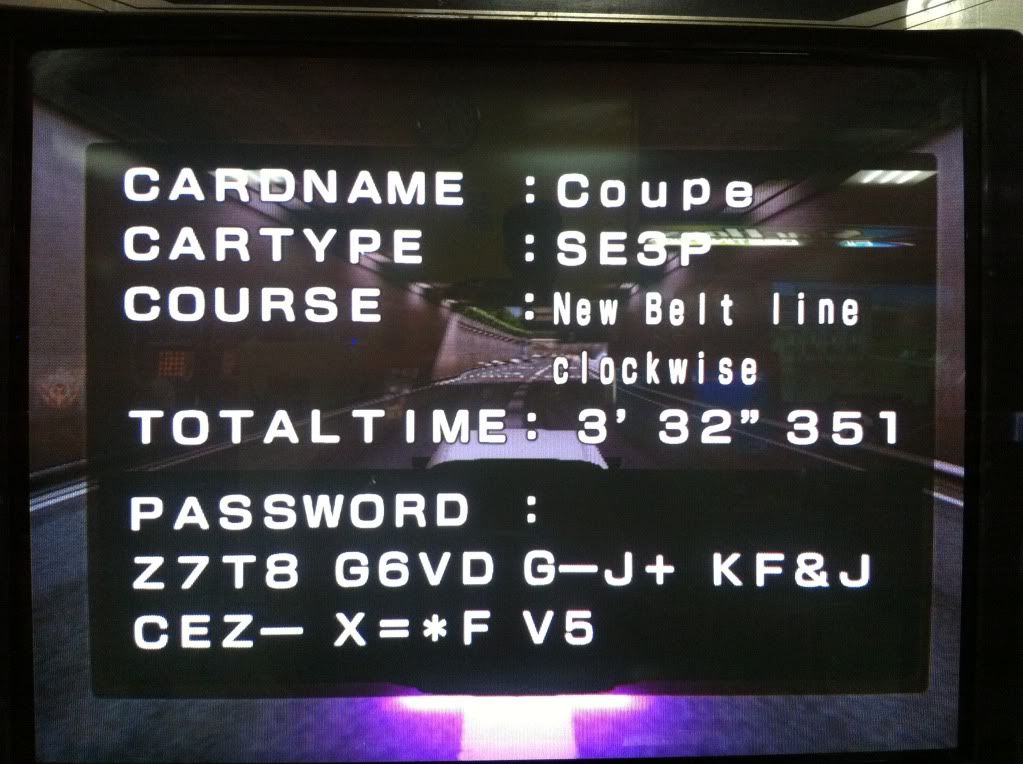 CARDNAME : Coupe
CARTYPE : SE3P
COURSE : New Belt line
clockwise
TOTALTIME: 3' 32" 351
PASSWORD :
Z7T8 G6VD G—J+ KF&J
CEZ— X=*F V5